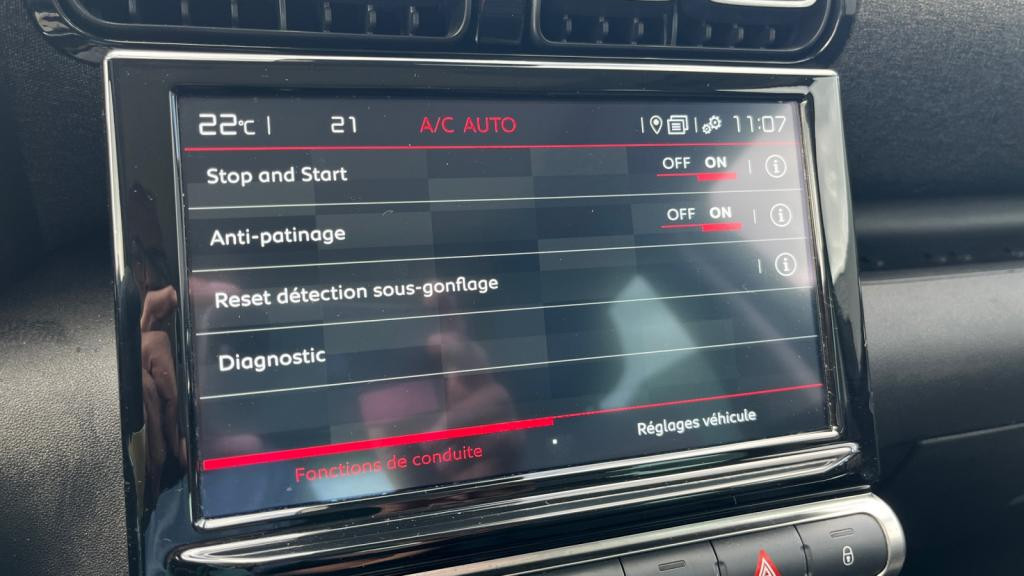 22°C 21 A/C AUTO 11:07
Stop and Start OFF ON
Anti-patinage OFF ON
Reset détection sous-gonflage
Diagnostic
Fonctions de conduite Réglages véhicule